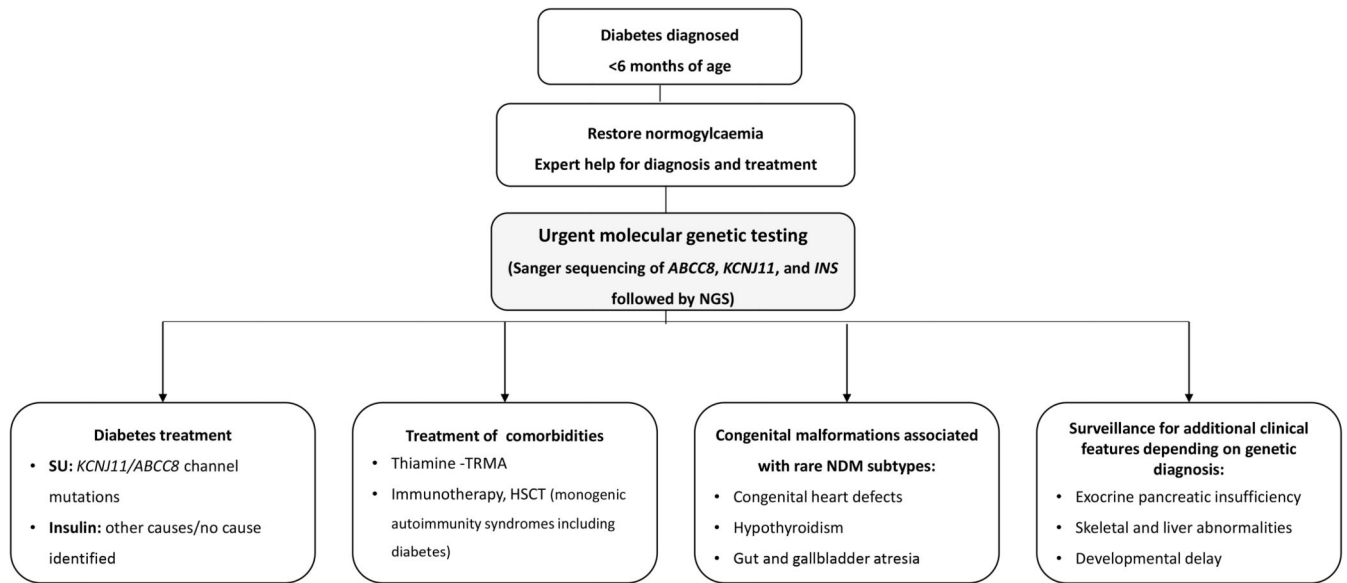 Diabetes diagnosed
<6 months of age
Restore normogylcaemia
Expert help for diagnosis and treatment
Urgent molecular genetic testing
(Sanger sequencing of ABCC8, KCNJ11, and INS
followed by NGS)
Diabetes treatment
• SU: KCNJ11/ABCC8 channel
mutations
• Insulin: other causes/no cause
identified
Treatment of comorbidities
• Thiamine -TRMA
• Immunotherapy, HSCT (monogenic
autoimmunity syndromes including
diabetes)
Congenital malformations associated
with rare NDM subtypes:
• Congenital heart defects
• Hypothyroidism
• Gut and gallbladder atresia
Surveillance for additional clinical
features depending on genetic
diagnosis:
• Exocrine pancreatic insufficiency
• Skeletal and liver abnormalities
• Developmental delay